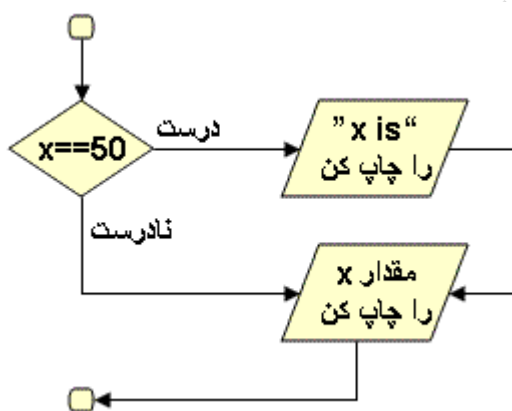 x==50
درست
”x is“
را چاپ کن
نادرست
مقدار x
را چاپ کن